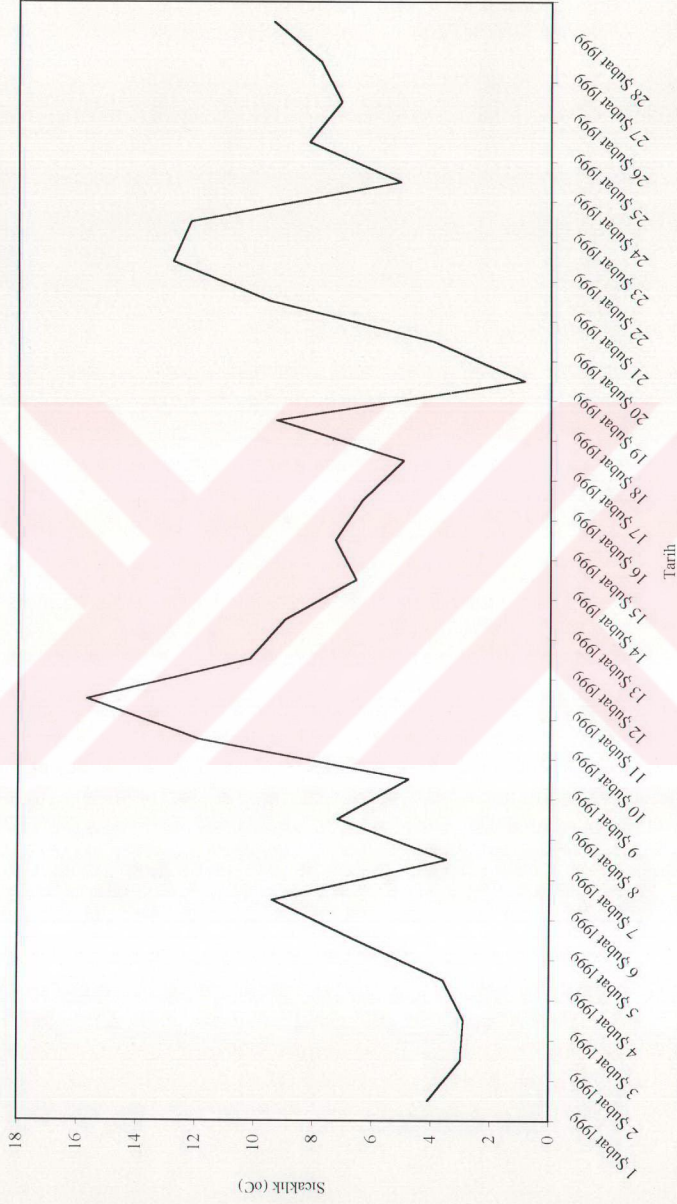 Sıcaklık (oC)
18
16
14
12
10
8
6
4
2
0
1 Şubat 1999
2 Şubat 1999
3 Şubat 1999
4 Şubat 1999
5 Şubat 1999
6 Şubat 1999
7 Şubat 1999
8 Şubat 1999
9 Şubat 1999
10 Şubat 1999
11 Şubat 1999
12 Şubat 1999
13 Şubat 1999
14 Şubat 1999
15 Şubat 1999
16 Şubat 1999
17 Şubat 1999
18 Şubat 1999
19 Şubat 1999
20 Şubat 1999
21 Şubat 1999
22 Şubat 1999
23 Şubat 1999
24 Şubat 1999
25 Şubat 1999
26 Şubat 1999
27 Şubat 1999
28 Şubat 1999
Tarih